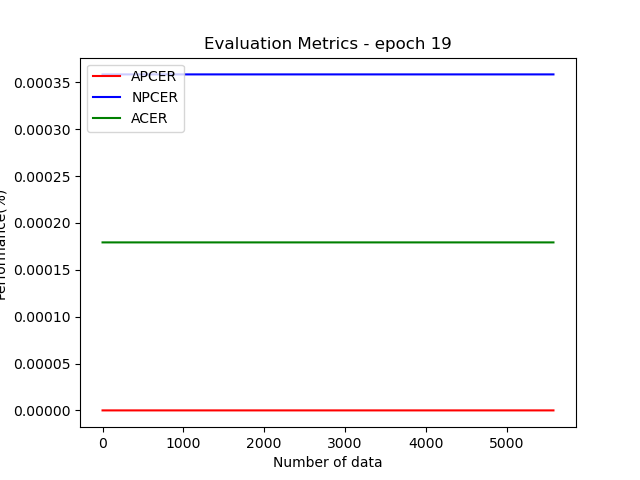 Evaluation Metrics - epoch 19
APCER
NPCER
ACER
0.00035
0.00030
0.00025
0.00020
0.00015
0.00010
0.00005
0.00000
Performance(%)
0 1000 2000 3000 4000 5000
Number of data